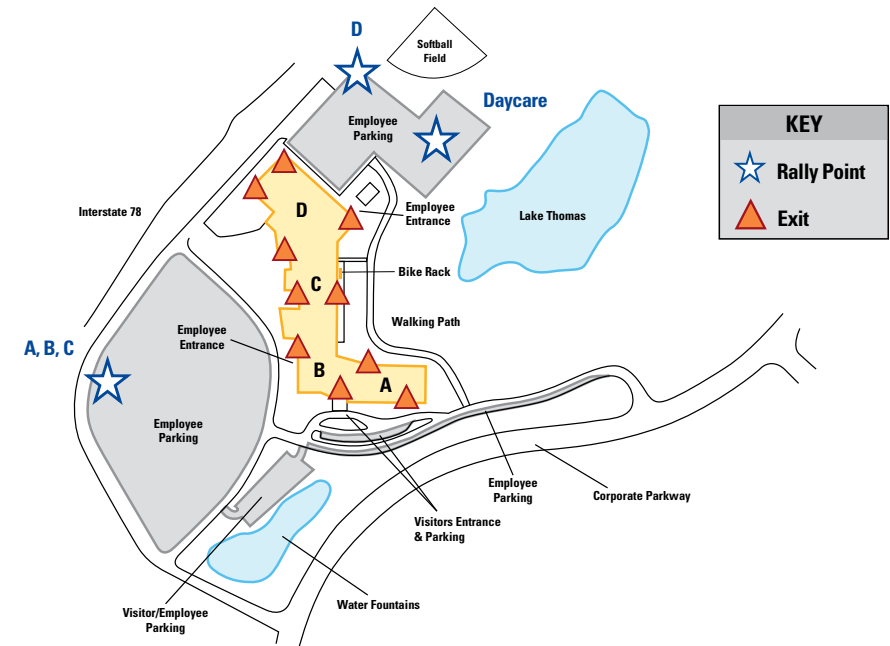 D
Softball
Field
Daycare
Employee
Parking
KEY
Rally Point
Exit
Interstate 78
D
Employee
Entrance
Lake Thomas
Bike Rack
C
Walking Path
Employee
Entrance
A, B, C
B
A
Employee
Parking
Employee
Parking
Corporate Parkway
Visitors Entrance
& Parking
Water Fountains
Visitor/Employee
Parking